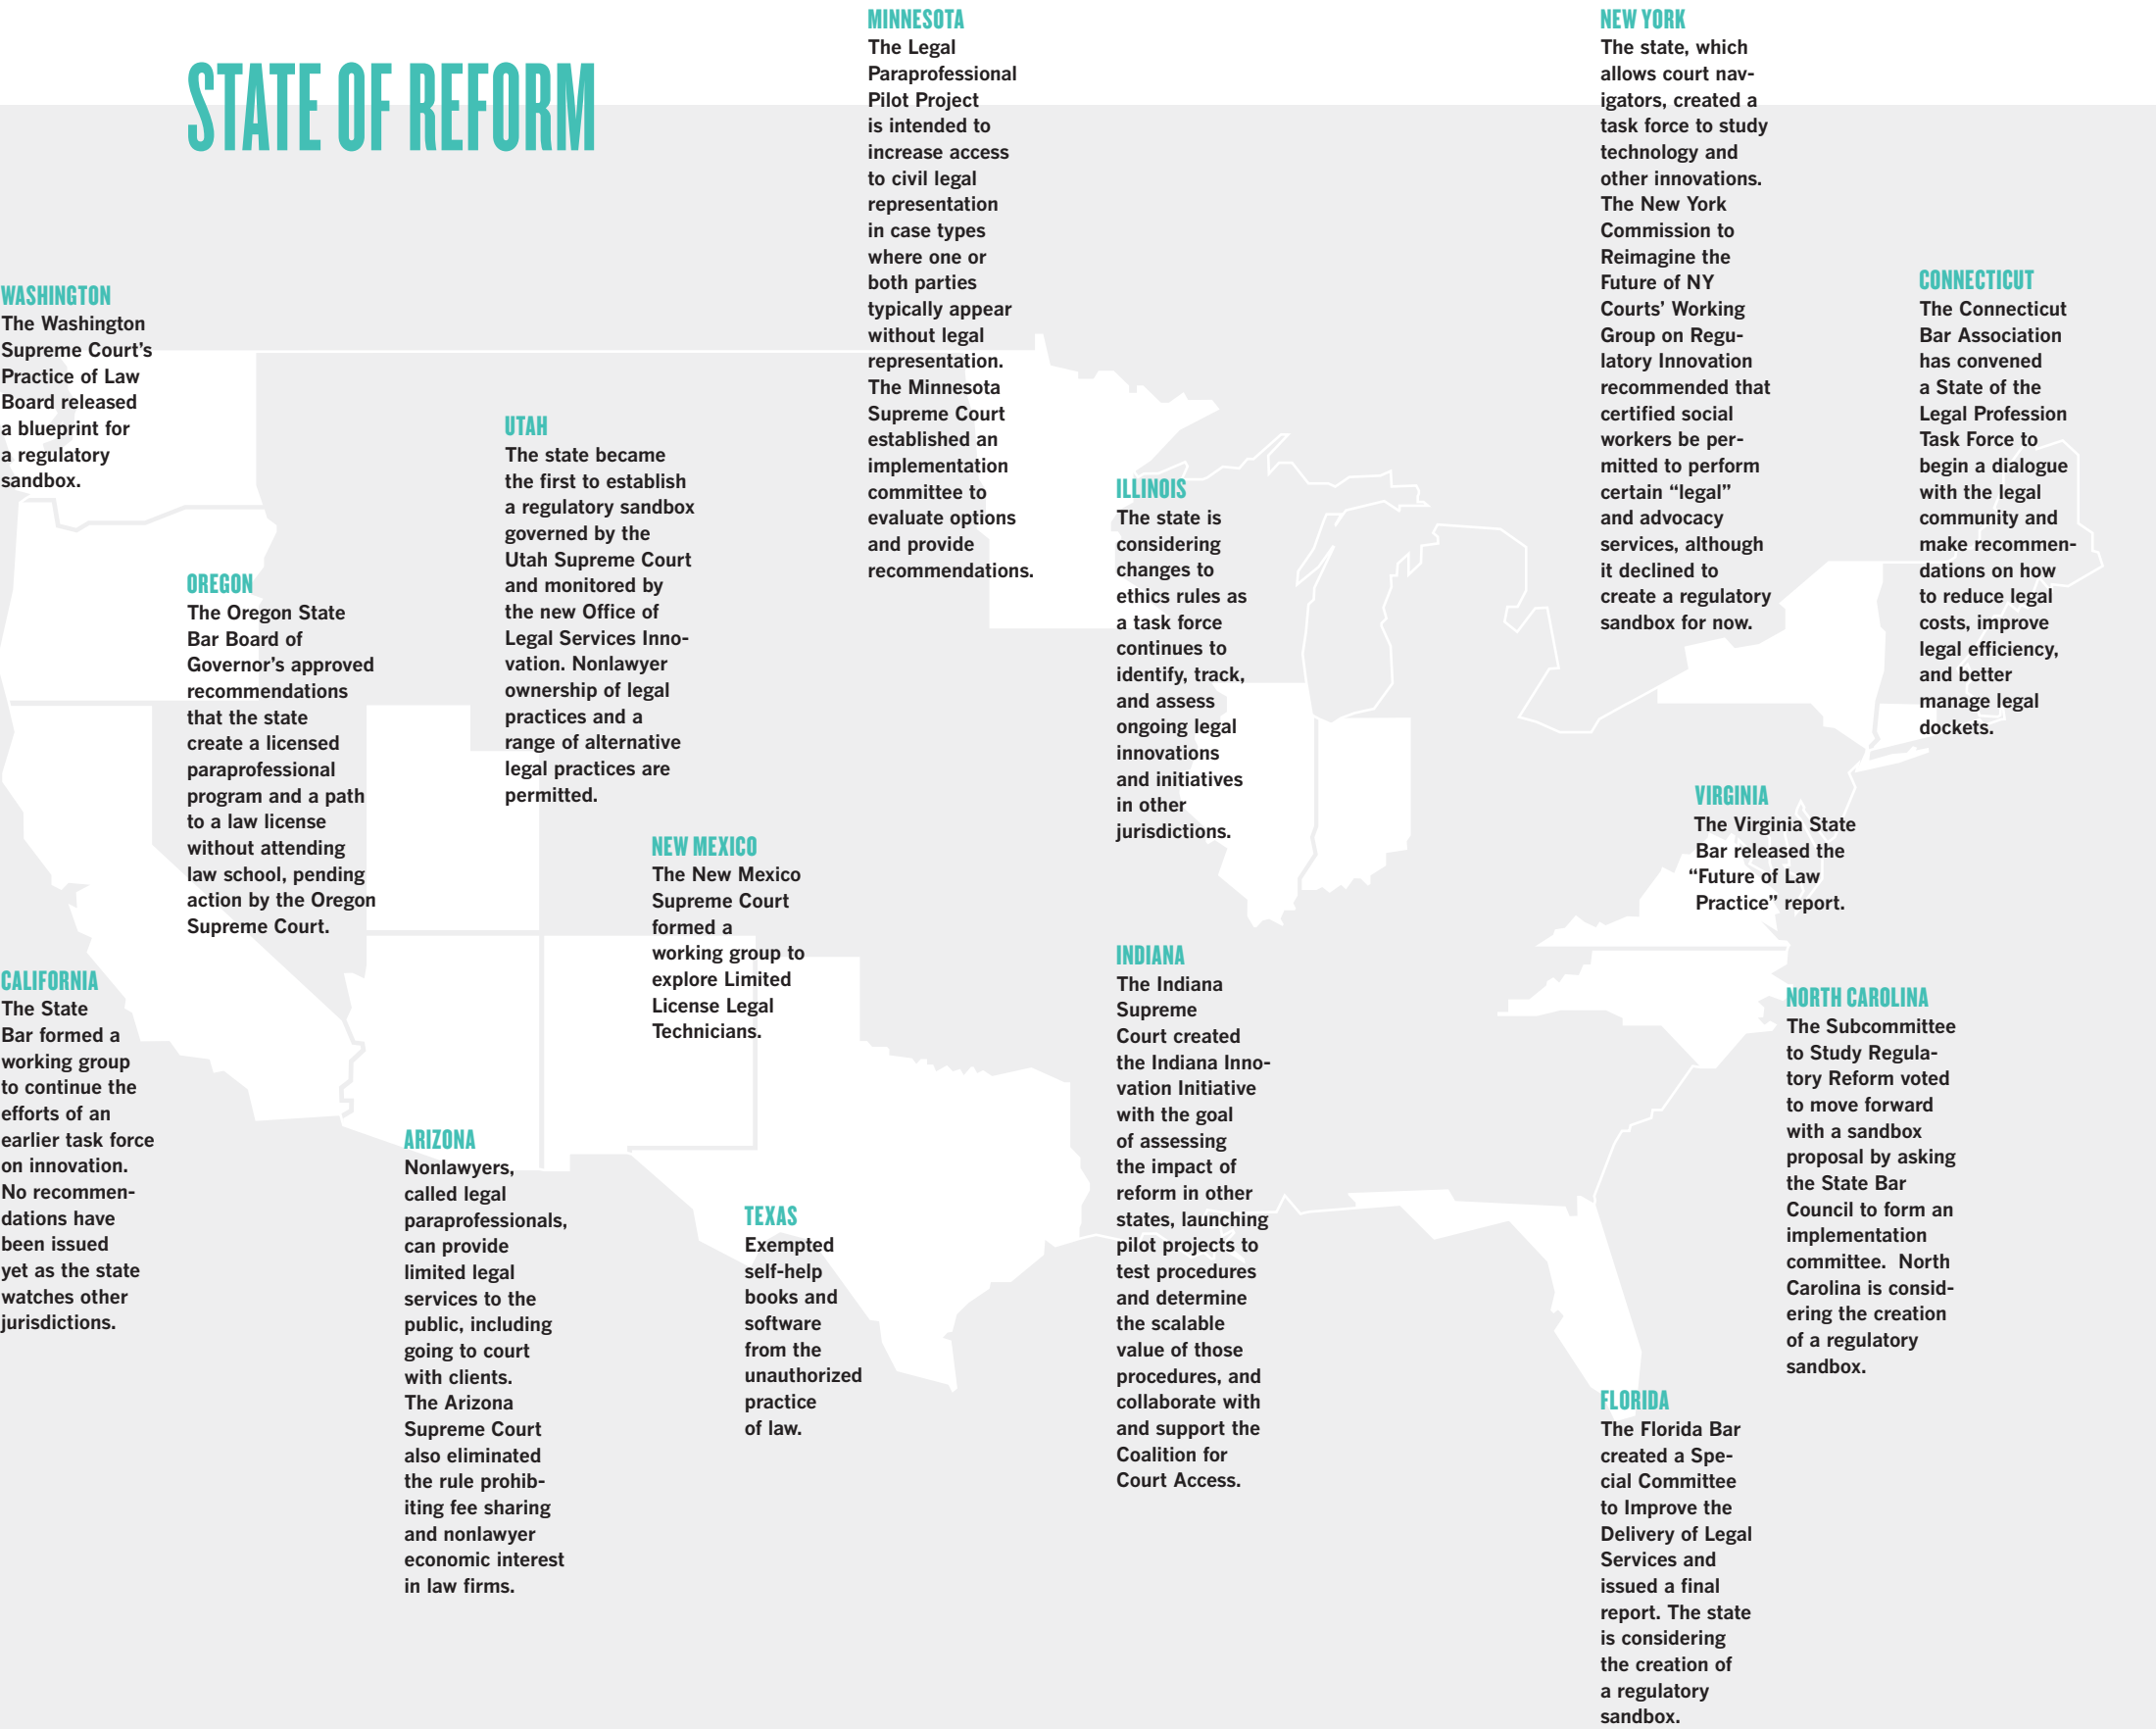 STATE OF REFORM
WASHINGTON
The Washington
Supreme Court’s
Practice of Law
Board released
a blueprint for
a regulatory
sandbox.
OREGON
The Oregon State
Bar Board of
Governor’s approved
recommendations
that the state
create a licensed
paraprofessional
program and a path
to a law license
without attending
law school, pending
action by the Oregon
Supreme Court.
CALIFORNIA
The State
Bar formed a
working group
to continue the
efforts of an
earlier task force
on innovation.
No recommen-
dations have
been issued
yet as the state
watches other
jurisdictions.
UTAH
The state became
the first to establish
a regulatory sandbox
governed by the
Utah Supreme Court
and monitored by
the new Office of
Legal Services Inno-
vation. Nonlawyer
ownership of legal
practices and a
range of alternative
legal practices are
permitted.
ARIZONA
Nonlawyers,
called legal
paraprofessionals,
can provide
limited legal
services to the
public, including
going to court
with clients.
The Arizona
Supreme Court
also eliminated
the rule prohib-
iting fee sharing
and nonlawyer
economic interest
in law firms.
NEW MEXICO
The New Mexico
Supreme Court
formed a
working group to
explore Limited
License Legal
Technicians.
TEXAS
Exempted
self-help
books and
software
from the
unauthorized
practice
of law.
MINNESOTA
The Legal
Paraprofessional
Pilot Project
is intended to
increase access
to civil legal
representation
in case types
where one or
both parties
typically appear
without legal
representation.
The Minnesota
Supreme Court
established an
implementation
committee to
evaluate options
and provide
recommendations.
ILLINOIS
The state is
considering
changes to
ethics rules as
a task force
continues to
identify, track,
and assess
ongoing legal
innovations
and initiatives
in other
jurisdictions.
INDIANA
The Indiana
Supreme
Court created
the Indiana Inno-
vation Initiative
with the goal
of assessing
the impact of
reform in other
states, launching
pilot projects to
test procedures
and determine
the scalable
value of those
procedures, and
collaborate with
and support the
Coalition for
Court Access.
NEW YORK
The state, which
allows court nav-
igators, created a
task force to study
technology and
other innovations.
The New York
Commission to
Reimagine the
Future of NY
Courts’ Working
Group on Regu-
latory Innovation
recommended that
certified social
workers be per-
mitted to perform
certain “legal”
and advocacy
services, although
it declined to
create a regulatory
sandbox for now.
CONNECTICUT
The Connecticut
Bar Association
has convened
a State of the
Legal Profession
Task Force to
begin a dialogue
with the legal
community and
make recommen-
dations on how
to reduce legal
costs, improve
legal efficiency,
and better
manage legal
dockets.
VIRGINIA
The Virginia State
Bar released the
“Future of Law
Practice” report.
NORTH CAROLINA
The Subcommittee
to Study Regula-
tory Reform voted
to move forward
with a sandbox
proposal by asking
the State Bar
Council to form an
implementation
committee.  North
Carolina is consid-
ering the creation
of a regulatory
sandbox.
FLORIDA
The Florida Bar
created a Spe-
cial Committee
to Improve the
Delivery of Legal
Services and
issued a final
report. The state
is considering
the creation of
a regulatory
sandbox.